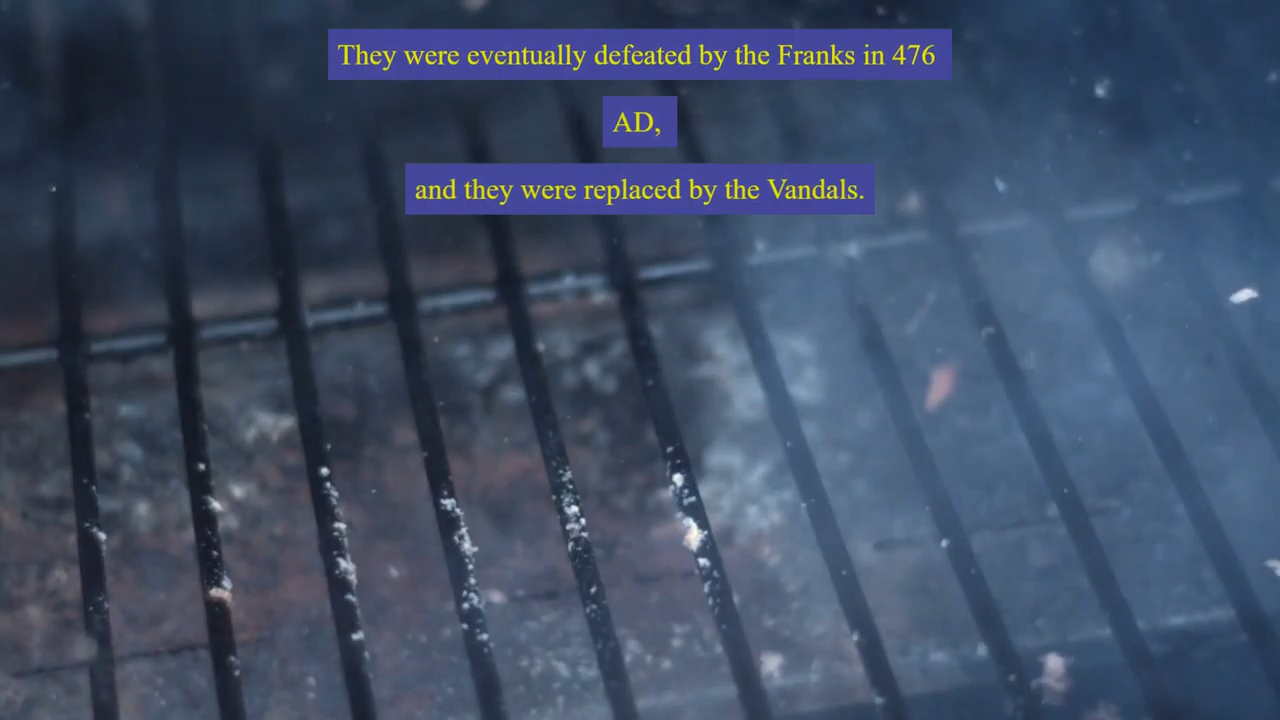 They were eventually defeated by the Franks in 476
AD,
and they were replaced by the Vandals.